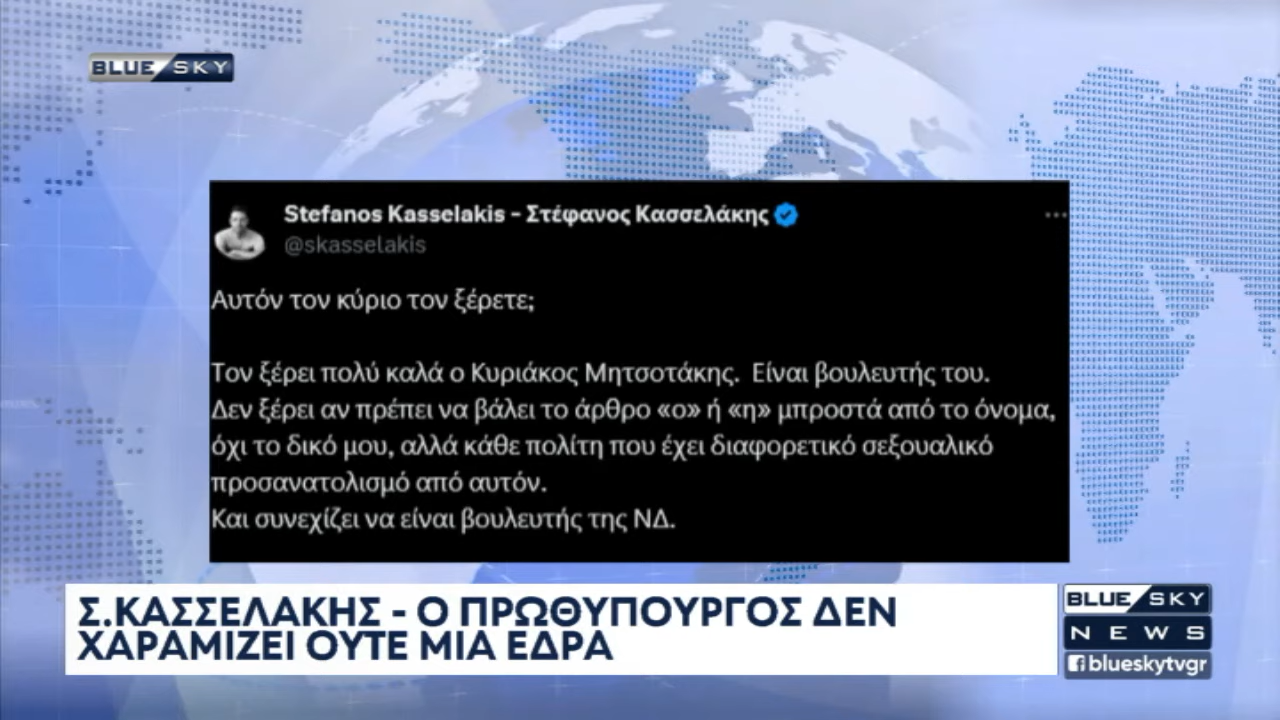 BLUE SKY
Stefanos Kasselakis - Στέφανος Κασσελάκης
@skasselakis
Αυτόν τον κύριο τον ξέρετε;
Τον ξέρει πολύ καλά ο Κυριάκος Μητσοτάκης. Είναι βουλευτής του.
Δεν ξέρει αν πρέπει να βάλει το άρθρο «ο» ή «η» μπροστά από το όνομα,
όχι το δικό μου, αλλά κάθε πολίτη που έχει διαφορετικό σεξουαλικό
προσανατολισμό από αυτόν.
Και συνεχίζει να είναι βουλευτής της ΝΔ.
Σ.ΚΑΣΣΕΛΑΚΗΣ - Ο ΠΡΩΘΥΠΟΥΡΓΟΣ ΔΕΝ
ΧΑΡΑΜΙΖΕΙ ΟΥΤΕ ΜΙΑ ΕΔΡΑ
BLUE SKY
NEWS
blueskytvgr